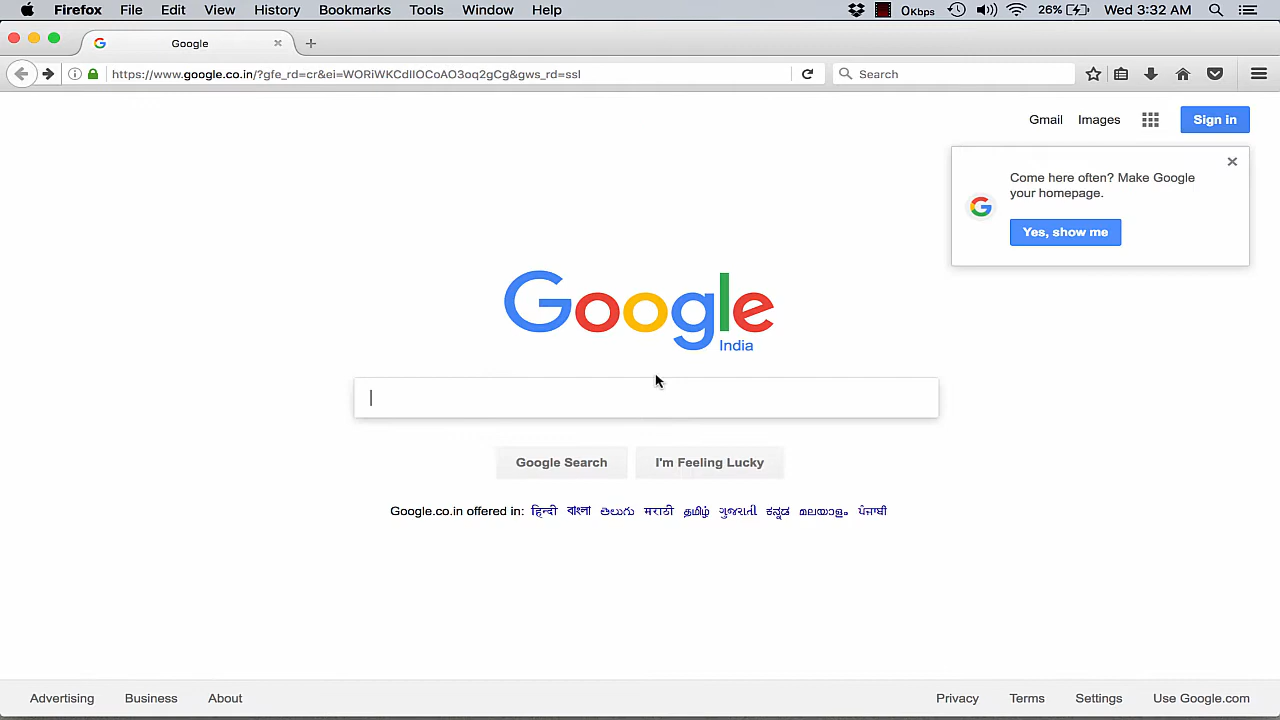 Firefox File Edit View History Bookmarks Tools Window Help 0Kbps 26% Wed 3:32 AM
Google
https://www.google.co.in/?gfe_rd=cr&ei=WORiWKCdIIOCoAO3oq2gCg&gws_rd=ssl Search
Gmail Images Sign in
Come here often? Make Google
your homepage.
Yes, show me
Google
India
Google Search I'm Feeling Lucky
Google.co.in offered in: हिन्दी বাংলা తెలుగు मराठी தமிழ் ગુજરાતી ಕನ್ನಡ മലയാളം ਪੰਜਾਬੀ
Advertising Business About Privacy Terms Settings Use Google.com